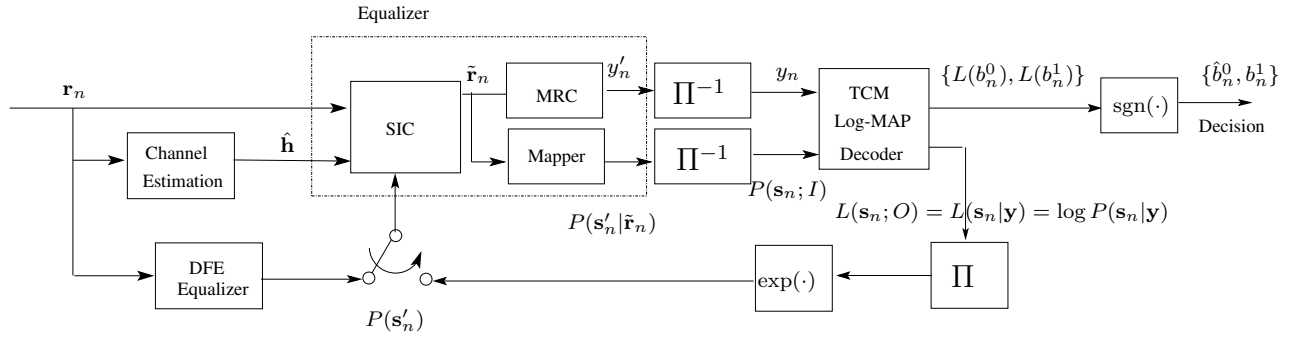 Equalizer
r_n
r̃_n
y′_n
y_n
{L(b_n^0), L(b_n^1)}
{b̂_n^0, b_n^1}
SIC
MRC
∏^{-1}
TCM
Log-MAP
Decoder
sgn(·)
Decision
Channel
Estimation
ĥ
Mapper
∏^{-1}
P(s_n; I)
P(s′_n|r̃_n)
L(s_n; O) = L(s_n|y) = log P(s_n|y)
DFE
Equalizer
exp(·)
∏
P(s′_n)